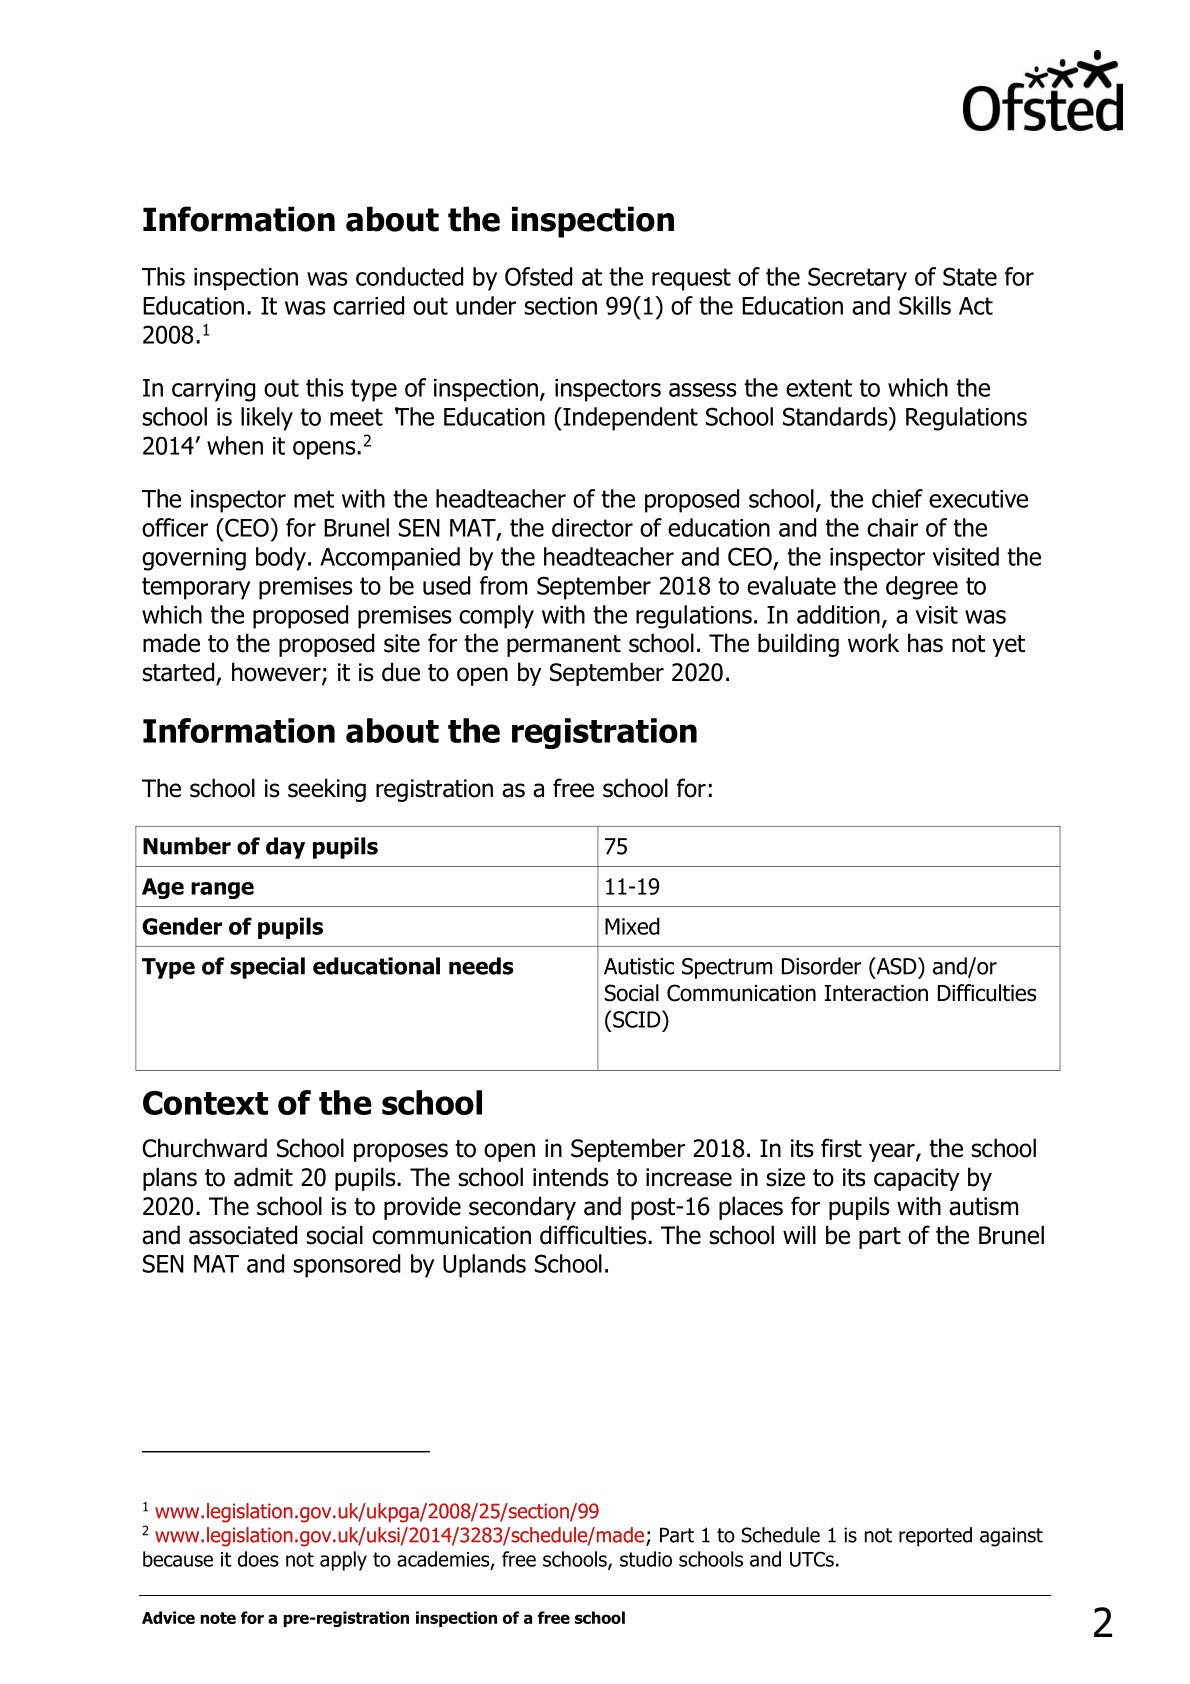 Ofsted
Information about the inspection
This inspection was conducted by Ofsted at the request of the Secretary of State for
Education. It was carried out under section 99(1) of the Education and Skills Act
2008.¹
In carrying out this type of inspection, inspectors assess the extent to which the
school is likely to meet ‘The Education (Independent School Standards) Regulations
2014’ when it opens.²
The inspector met with the headteacher of the proposed school, the chief executive
officer (CEO) for Brunel SEN MAT, the director of education and the chair of the
governing body. Accompanied by the headteacher and CEO, the inspector visited the
temporary premises to be used from September 2018 to evaluate the degree to
which the proposed premises comply with the regulations. In addition, a visit was
made to the proposed site for the permanent school. The building work has not yet
started, however; it is due to open by September 2020.
Information about the registration
The school is seeking registration as a free school for:
Number of day pupils 75
Age range 11-19
Gender of pupils Mixed
Type of special educational needs Autistic Spectrum Disorder (ASD) and/or
Social Communication Interaction Difficulties
(SCID)
Context of the school
Churchward School proposes to open in September 2018. In its first year, the school
plans to admit 20 pupils. The school intends to increase in size to its capacity by
2020. The school is to provide secondary and post-16 places for pupils with autism
and associated social communication difficulties. The school will be part of the Brunel
SEN MAT and sponsored by Uplands School.
¹ www.legislation.gov.uk/ukpga/2008/25/section/99
² www.legislation.gov.uk/uksi/2014/3283/schedule/made; Part 1 to Schedule 1 is not reported against
because it does not apply to academies, free schools, studio schools and UTCs.
Advice note for a pre-registration inspection of a free school
2